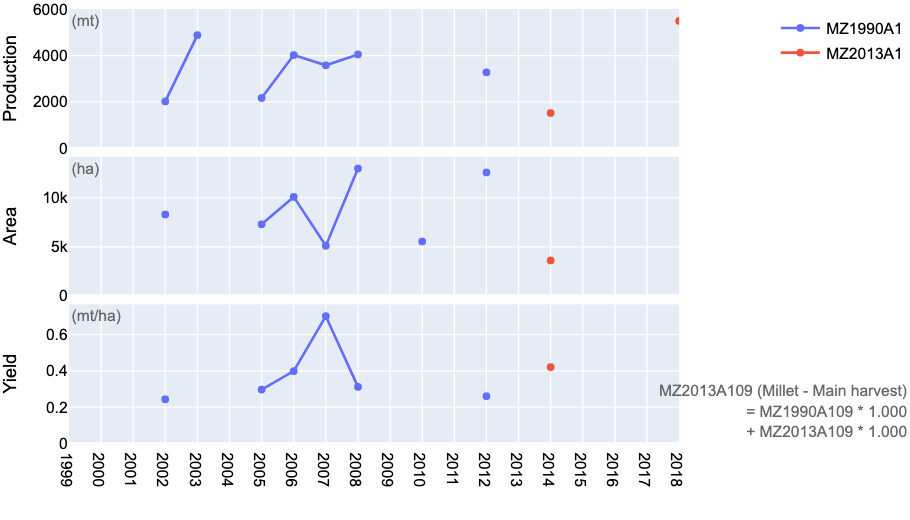 6000
(mt)
4000
2000
0
Production
MZ1990A1
MZ2013A1
(ha)
10k
5k
0
Area
(mt/ha)
0.6
0.4
0.2
0
Yield
MZ2013A109 (Millet - Main harvest)
= MZ1990A109 * 1.000
+ MZ2013A109 * 1.000
1999
2000
2001
2002
2003
2004
2005
2006
2007
2008
2009
2010
2011
2012
2013
2014
2015
2016
2017
2018